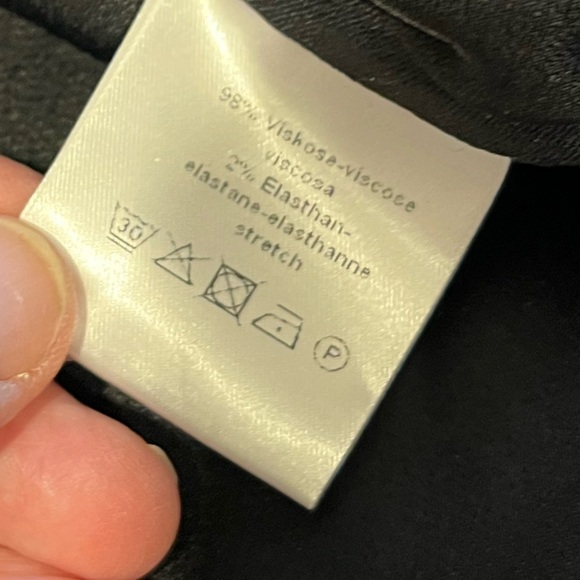 98% Viskose-viscose
viscosa
2% Elasthan-
elastane-elasthanne
stretch
30
P